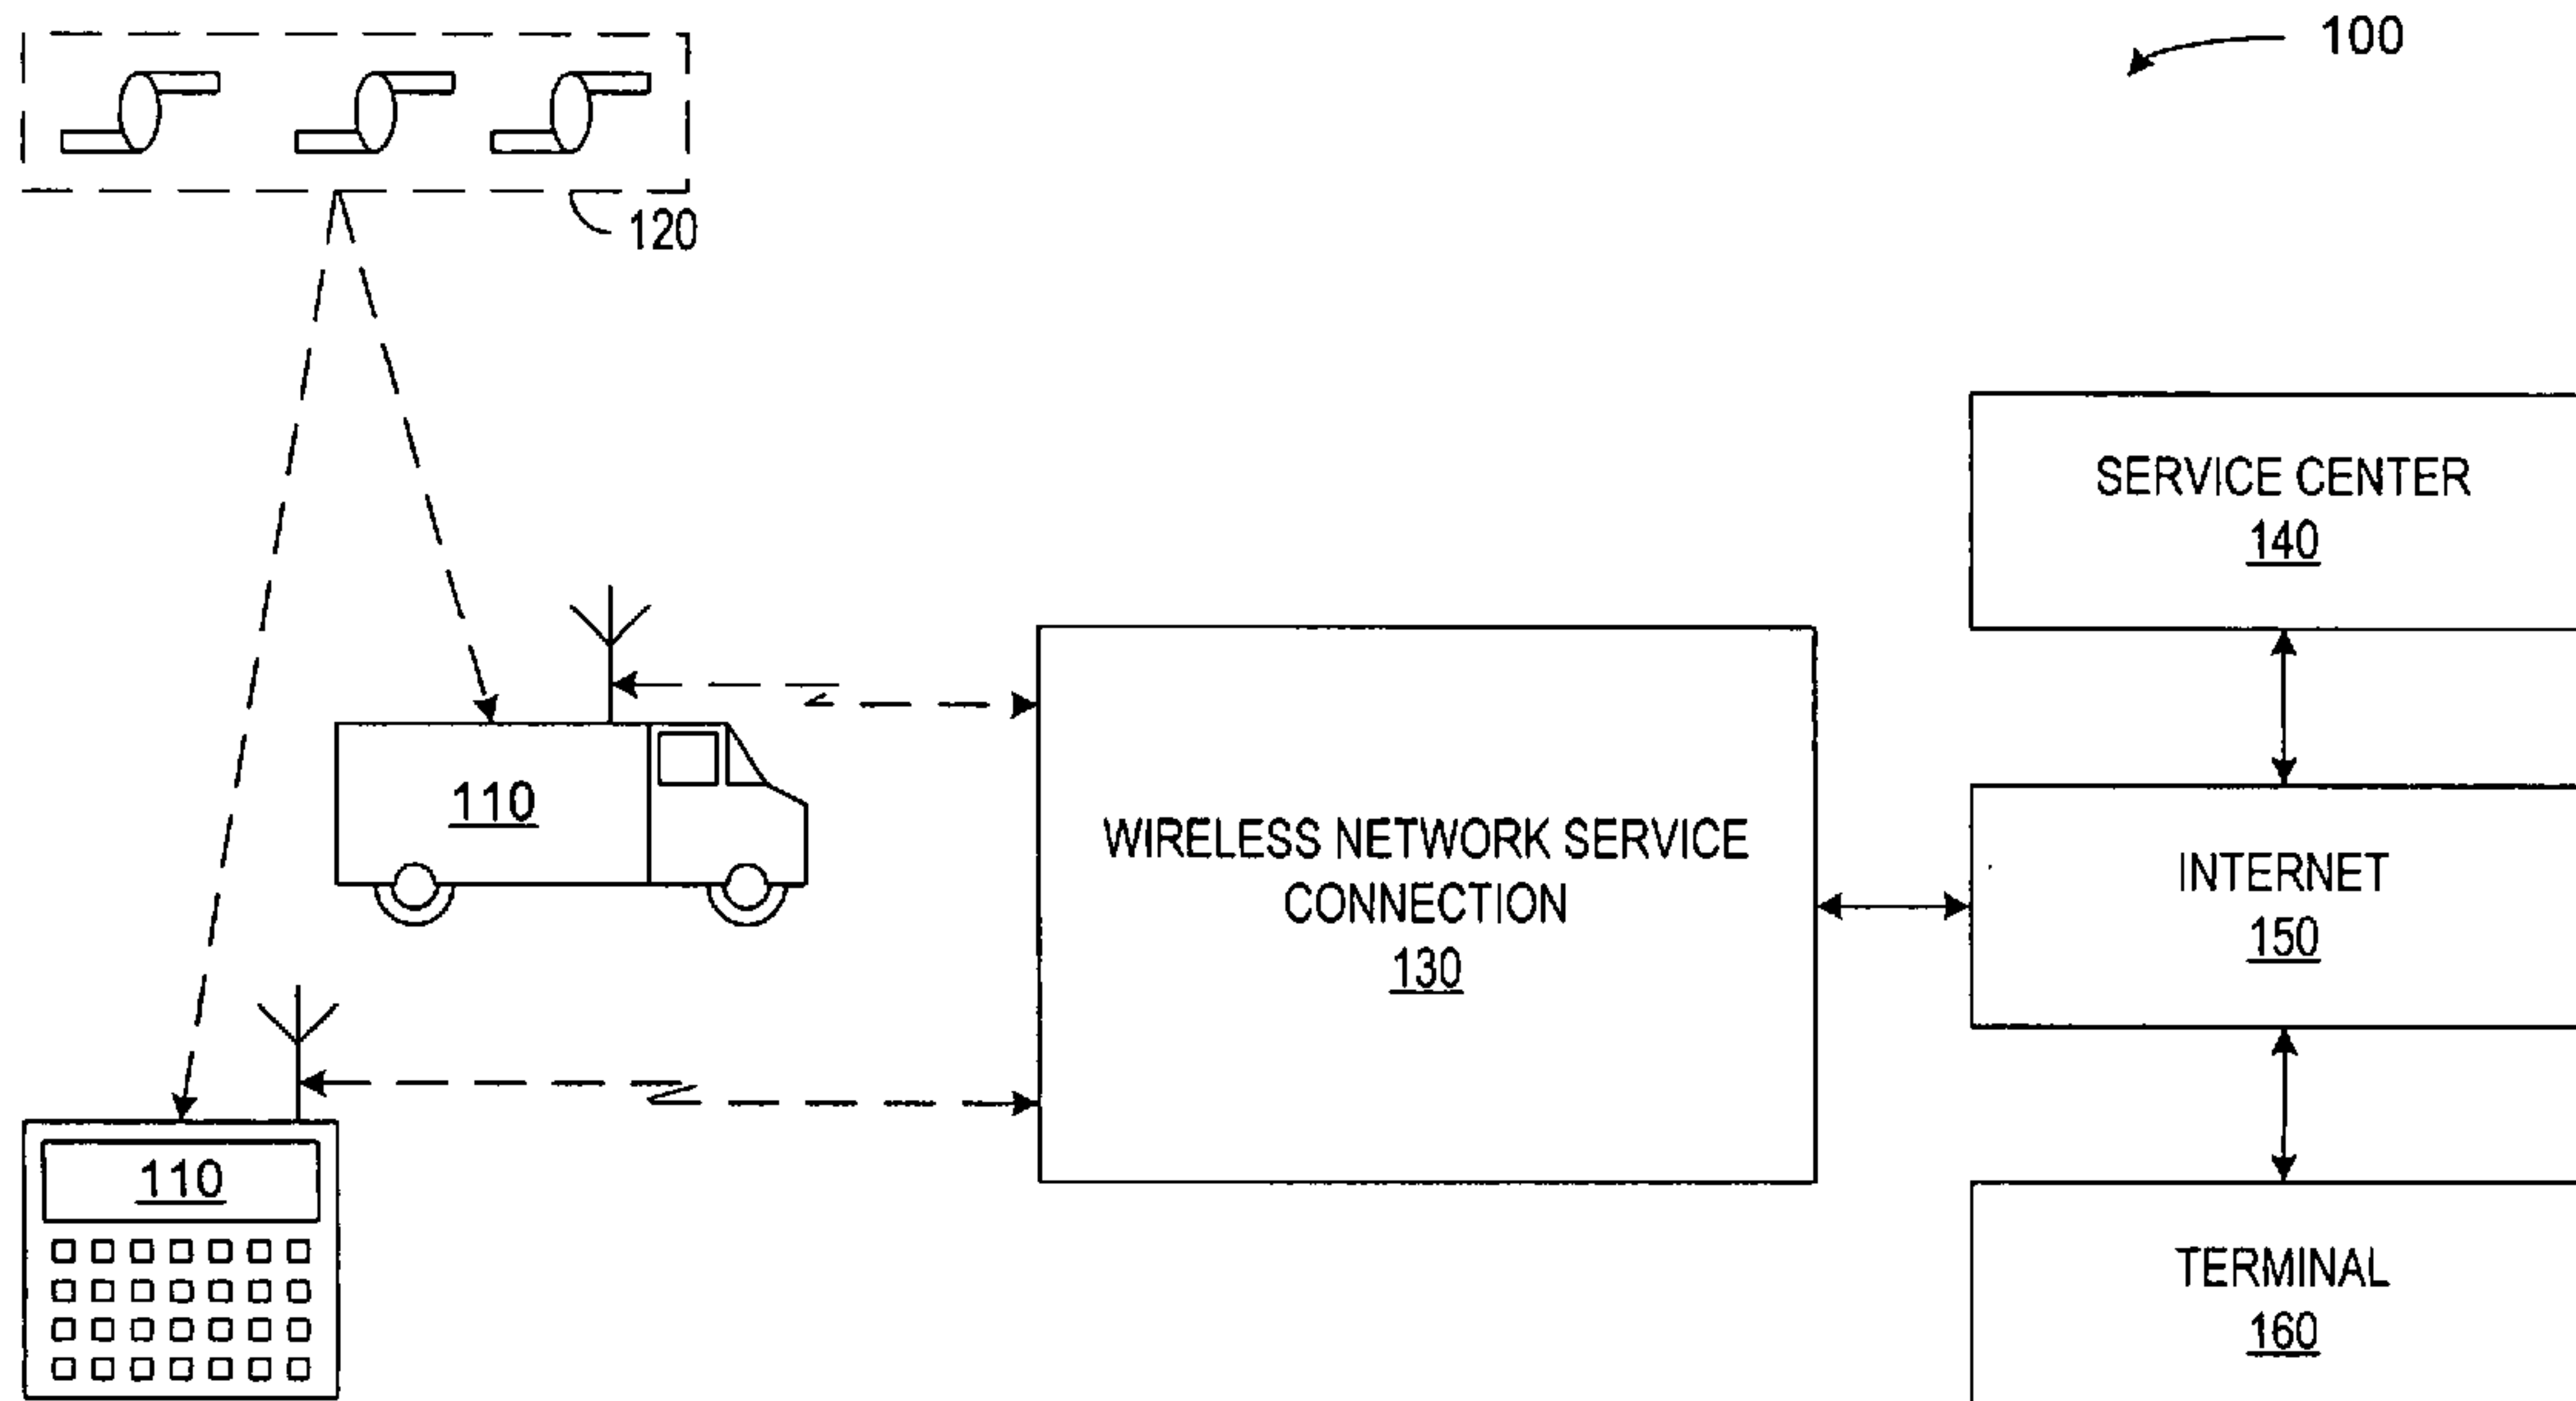 100
120
SERVICE CENTER
140
110
WIRELESS NETWORK SERVICE
CONNECTION
130
INTERNET
150
110
TERMINAL
160